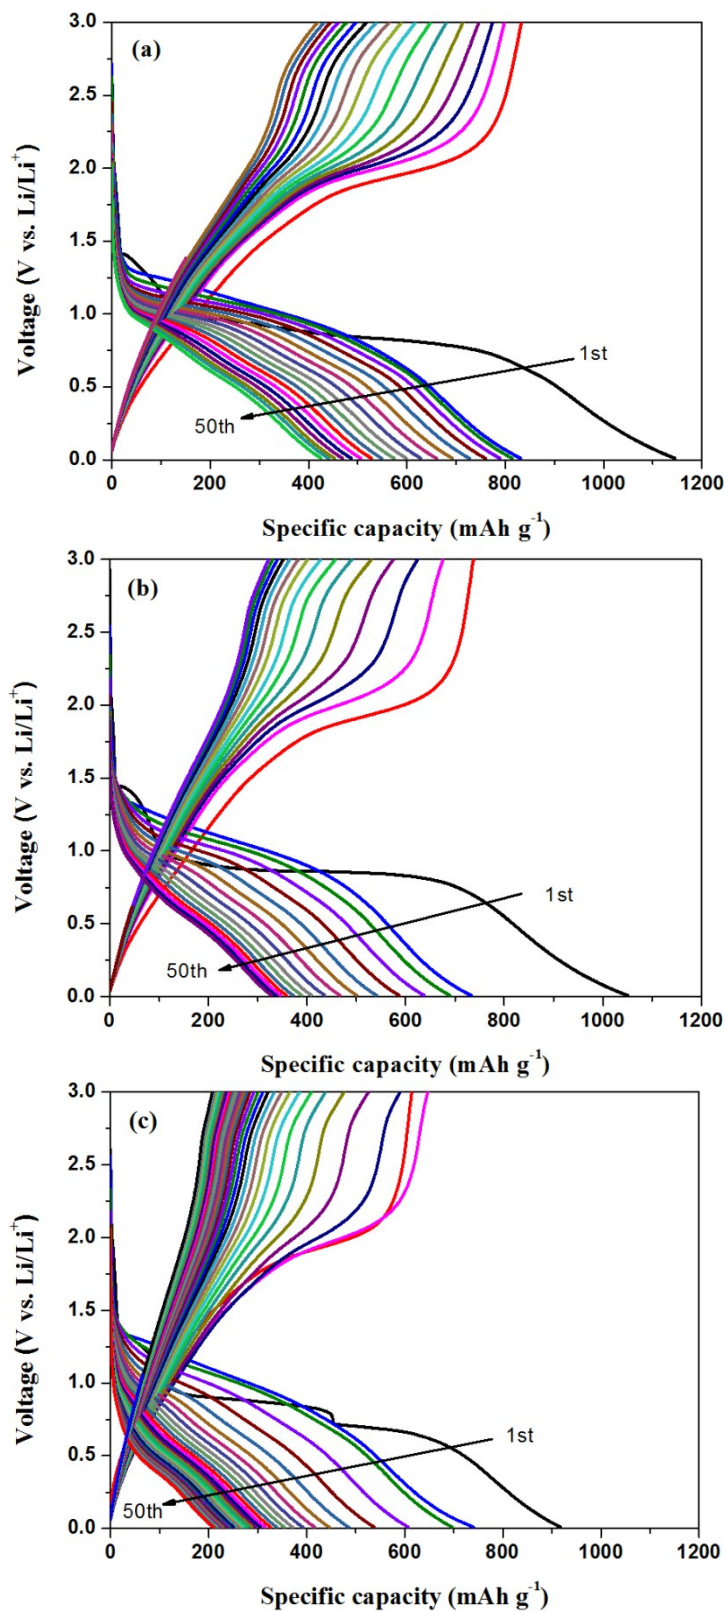 (a)
3.0
2.5
2.0
1.5
1.0
0.5
0.0
Voltage (V vs. Li/Li⁺)
1st
50th
0 200 400 600 800 1000 1200
Specific capacity (mAh g⁻¹)
(b)
3.0
2.5
2.0
1.5
1.0
0.5
0.0
Voltage (V vs. Li/Li⁺)
1st
50th
0 200 400 600 800 1000 1200
Specific capacity (mAh g⁻¹)
(c)
3.0
2.5
2.0
1.5
1.0
0.5
0.0
Voltage (V vs. Li/Li⁺)
1st
50th
0 200 400 600 800 1000 1200
Specific capacity (mAh g⁻¹)